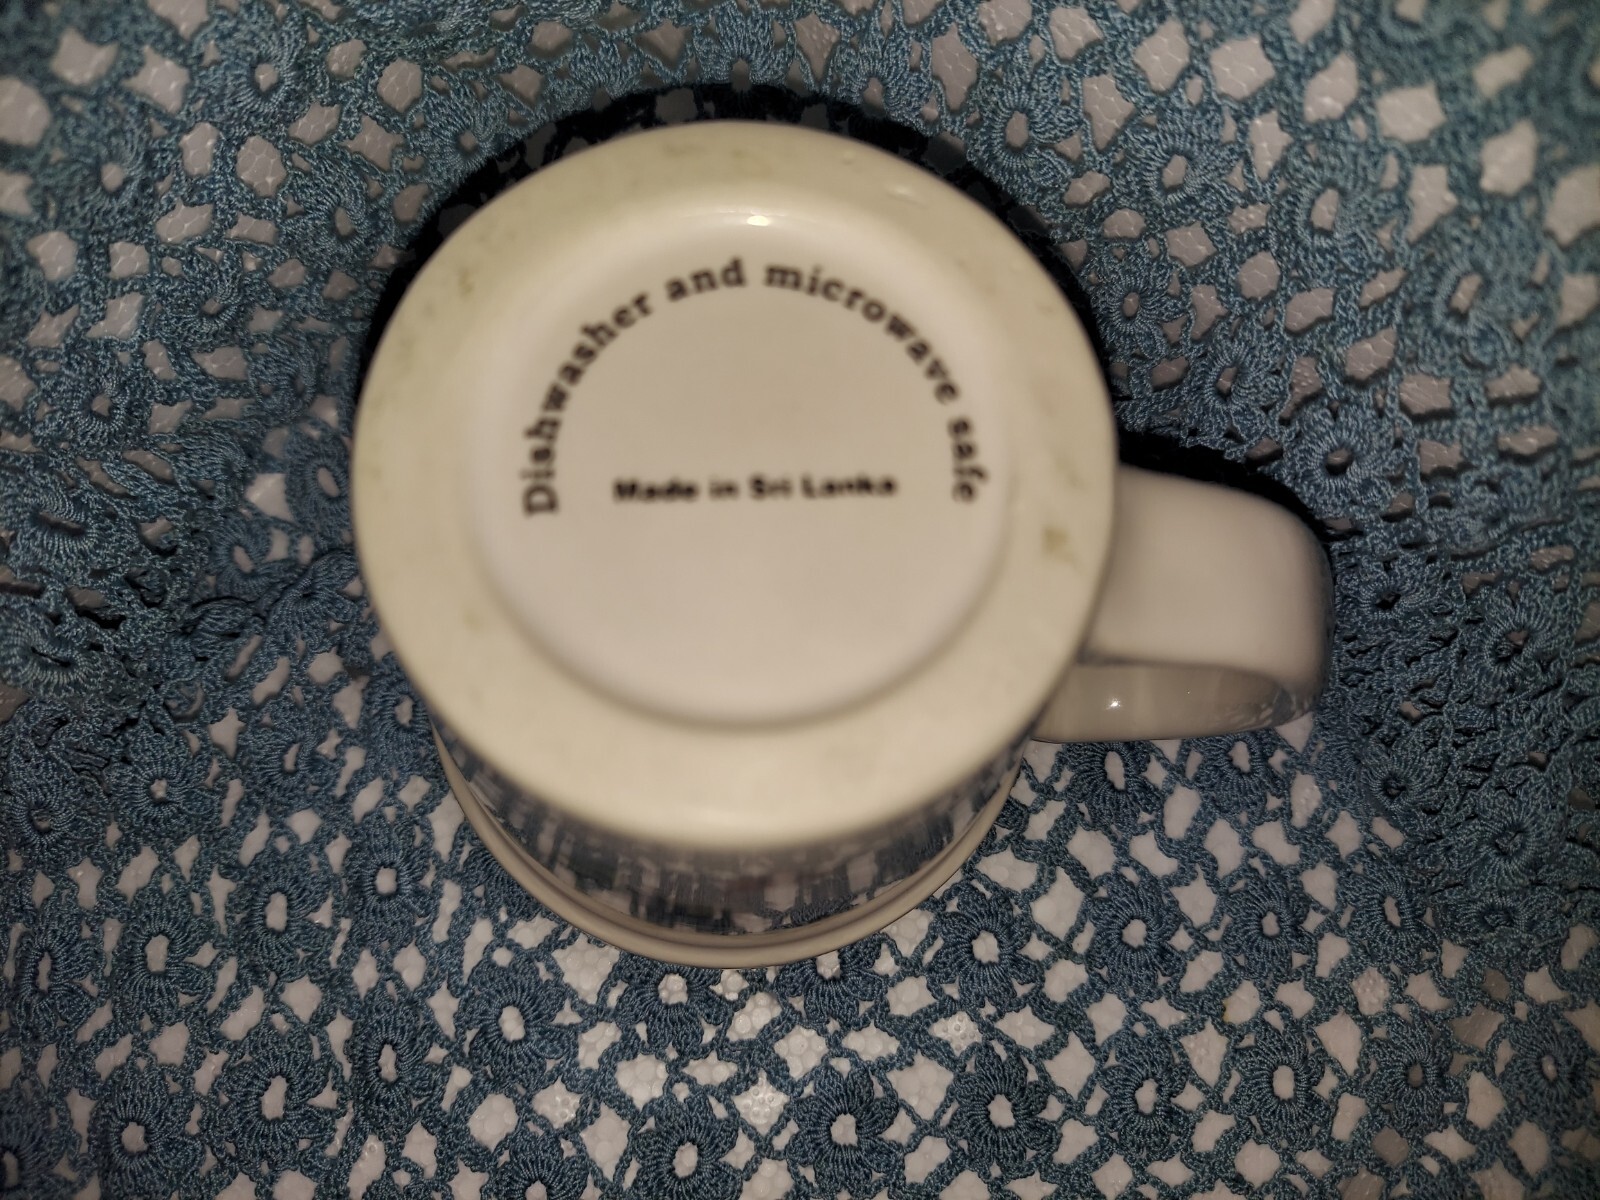 Dishwasher and microwave safe
Made in Sri Lanka